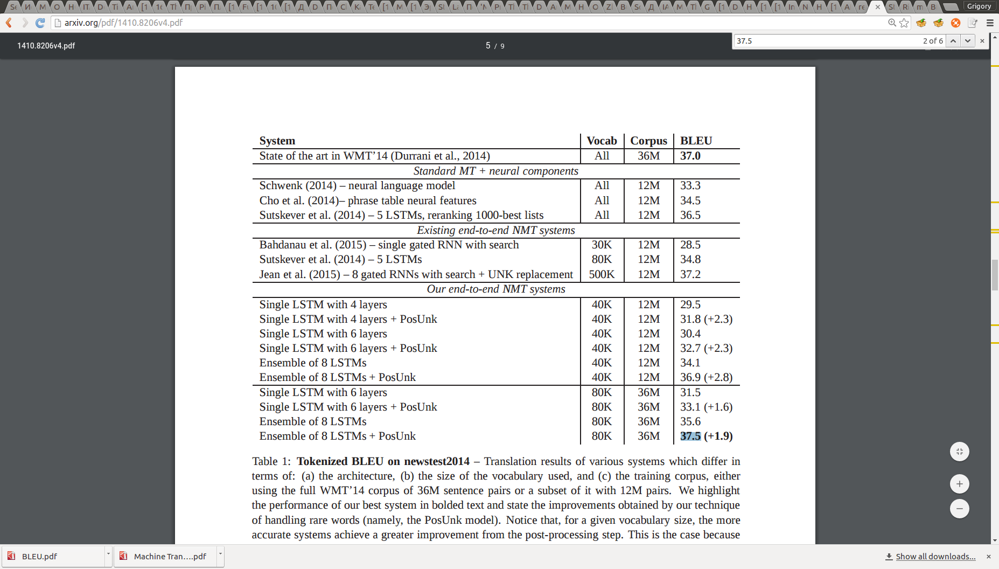 Grigory
arxiv.org/pdf/1410.8206v4.pdf
37.5 2 of 6
1410.8206v4.pdf 5 / 9
System Vocab Corpus BLEU
State of the art in WMT’14 (Durrani et al., 2014) All 36M 37.0
Standard MT + neural components
Schwenk (2014) – neural language model All 12M 33.3
Cho et al. (2014)– phrase table neural features All 12M 34.5
Sutskever et al. (2014) – 5 LSTMs, reranking 1000-best lists All 12M 36.5
Existing end-to-end NMT systems
Bahdanau et al. (2015) – single gated RNN with search 30K 12M 28.5
Sutskever et al. (2014) – 5 LSTMs 80K 12M 34.8
Jean et al. (2015) – 8 gated RNNs with search + UNK replacement 500K 12M 37.2
Our end-to-end NMT systems
Single LSTM with 4 layers 40K 12M 29.5
Single LSTM with 4 layers + PosUnk 40K 12M 31.8 (+2.3)
Single LSTM with 6 layers 40K 12M 30.4
Single LSTM with 6 layers + PosUnk 40K 12M 32.7 (+2.3)
Ensemble of 8 LSTMs 40K 12M 34.1
Ensemble of 8 LSTMs + PosUnk 40K 12M 36.9 (+2.8)
Single LSTM with 6 layers 80K 36M 31.5
Single LSTM with 6 layers + PosUnk 80K 36M 33.1 (+1.6)
Ensemble of 8 LSTMs 80K 36M 35.6
Ensemble of 8 LSTMs + PosUnk 80K 36M 37.5 (+1.9)
Table 1: Tokenized BLEU on newstest2014 – Translation results of various systems which differ in
terms of: (a) the architecture, (b) the size of the vocabulary used, and (c) the training corpus, either
using the full WMT’14 corpus of 36M sentence pairs or a subset of it with 12M pairs. We highlight
the performance of our best system in bolded text and state the improvements obtained by our technique
of handling rare words (namely, the PosUnk model). Notice that, for a given vocabulary size, the more
accurate systems achieve a greater improvement from the post-processing step. This is the case because
BLEU.pdf Machine Tran....pdf Show all downloads...